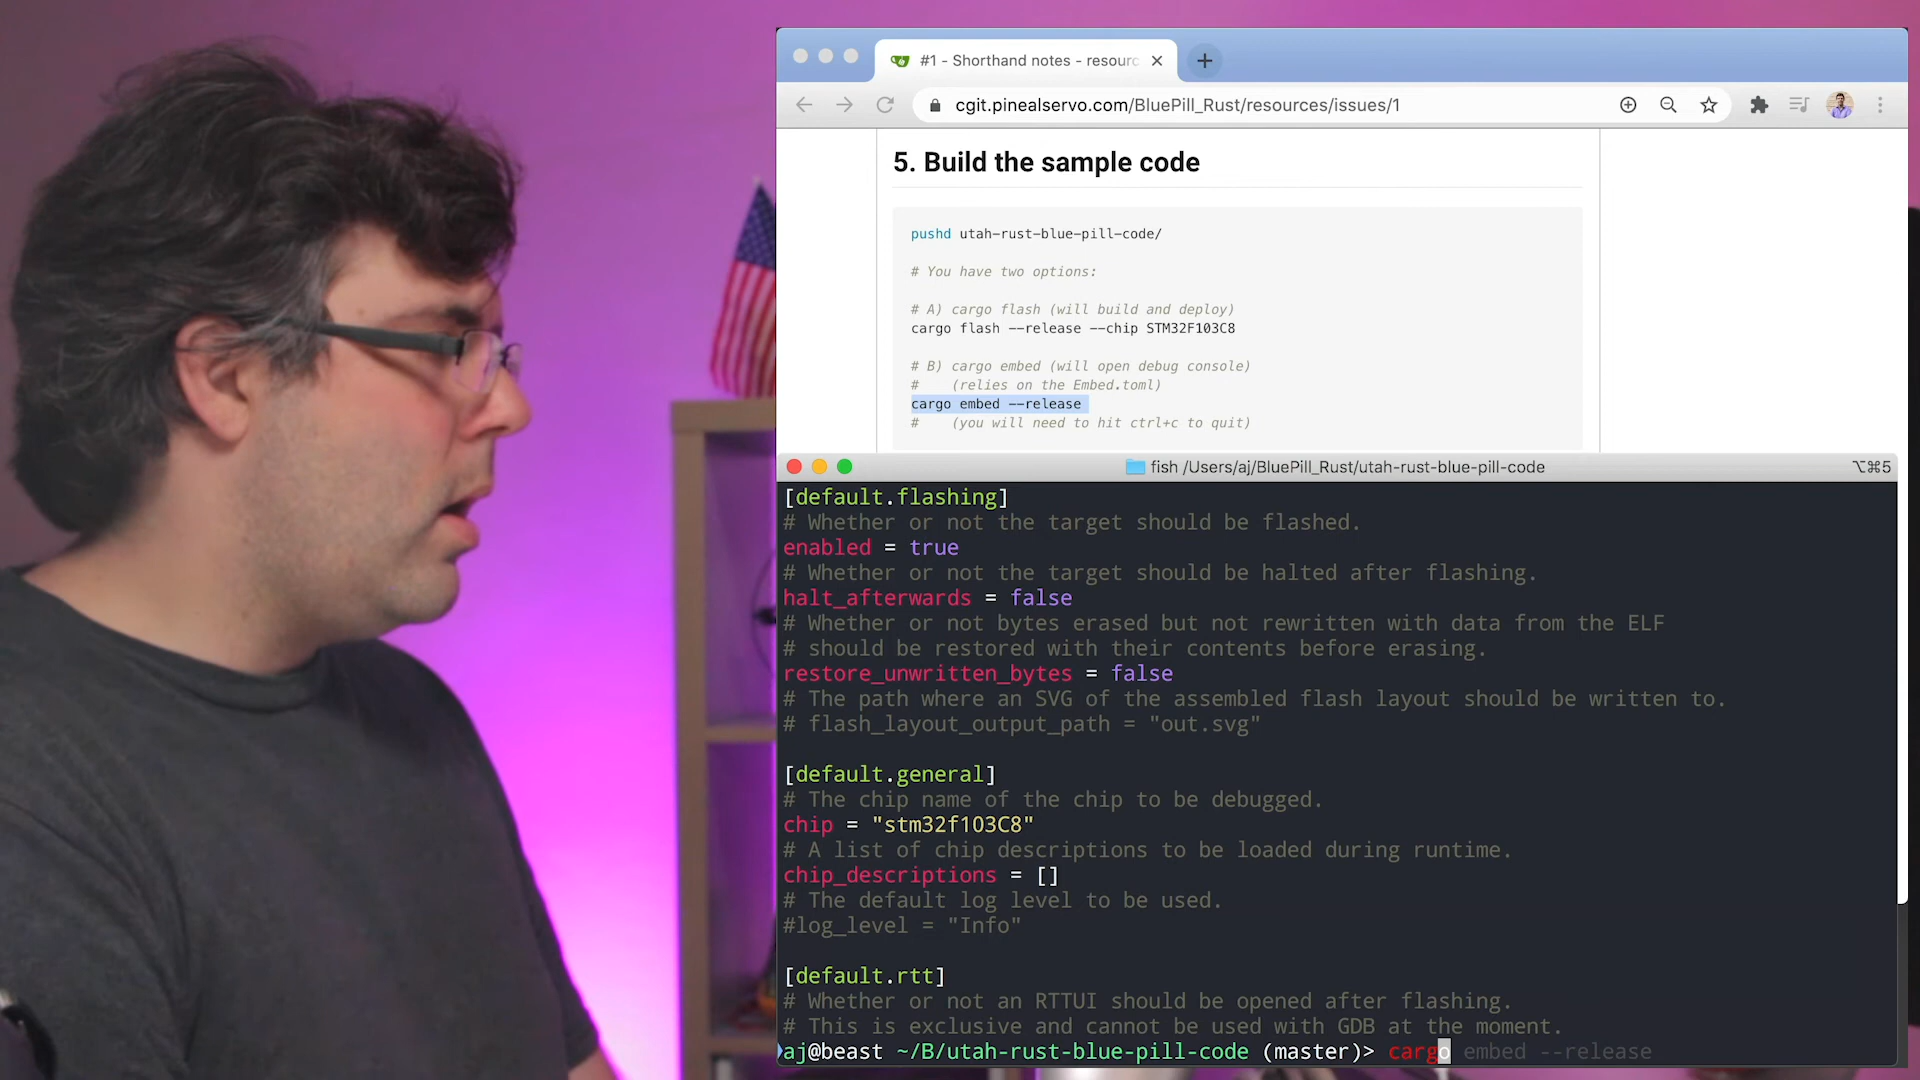 #1 - Shorthand notes - resourc
cgit.pinealservo.com/BluePill_Rust/resources/issues/1
5. Build the sample code
pushd utah-rust-blue-pill-code/
# You have two options:
# A) cargo flash (will build and deploy)
cargo flash --release --chip STM32F103C8
# B) cargo embed (will open debug console)
#    (relies on the Embed.toml)
cargo embed --release
#    (you will need to hit ctrl+c to quit)
fish /Users/aj/BluePill_Rust/utah-rust-blue-pill-code
⌥⌘5
[default.flashing]
# Whether or not the target should be flashed.
enabled = true
# Whether or not the target should be halted after flashing.
halt_afterwards = false
# Whether or not bytes erased but not rewritten with data from the ELF
# should be restored with their contents before erasing.
restore_unwritten_bytes = false
# The path where an SVG of the assembled flash layout should be written to.
# flash_layout_output_path = "out.svg"
[default.general]
# The chip name of the chip to be debugged.
chip = "stm32f103C8"
# A list of chip descriptions to be loaded during runtime.
chip_descriptions = []
# The default log level to be used.
#log_level = "Info"
[default.rtt]
# Whether or not an RTTUI should be opened after flashing.
# This is exclusive and cannot be used with GDB at the moment.
aj@beast ~/B/utah-rust-blue-pill-code (master)> cargo embed --release